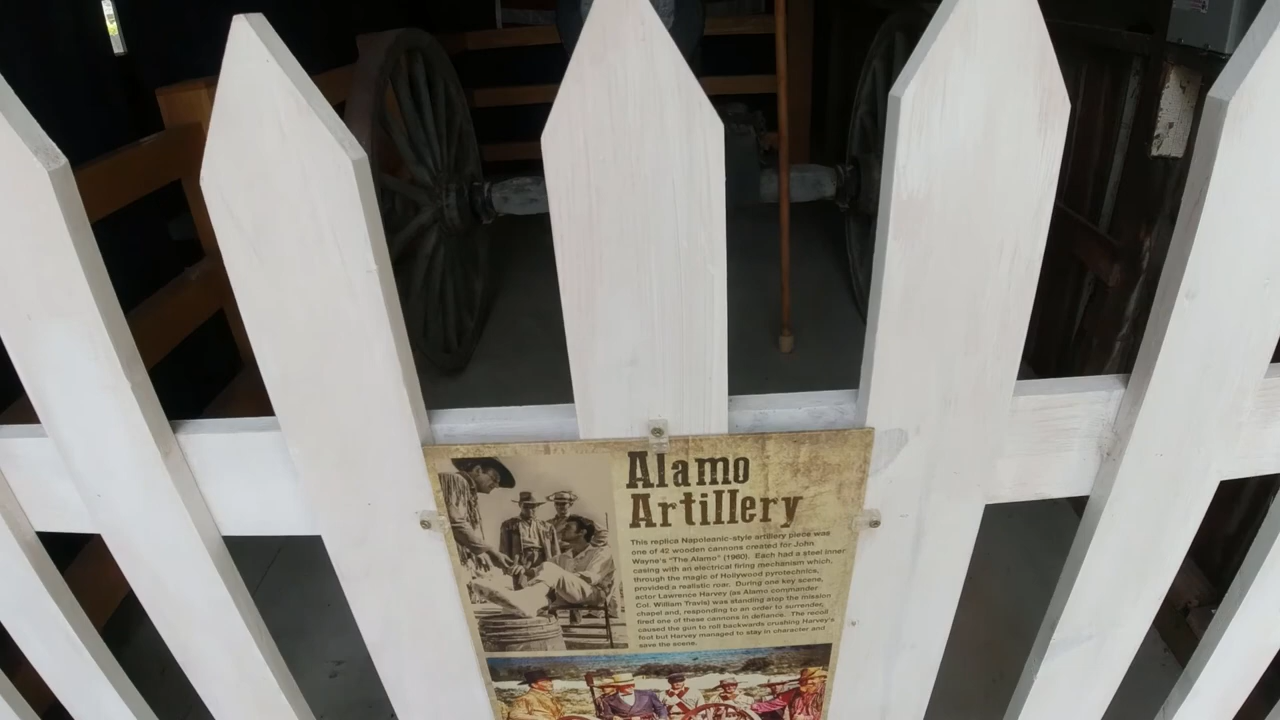 Alamo
Artillery
This replica Napoleanic-style artillery piece was
one of 42 wooden cannons created for John
Wayne's "The Alamo" (1960). Each had a steel inner
casing with an electrical firing mechanism which,
through the magic of Hollywood pyrotechnics,
provided a realistic roar. During one key scene,
actor Lawrence Harvey (as Alamo commander
Col. William Travis) was standing atop the mission
chapel and, responding to an order to surrender,
fired one of these cannons in defiance. The recoil
caused the gun to roll backwards crushing Harvey's
foot but Harvey managed to stay in character and
save the scene.